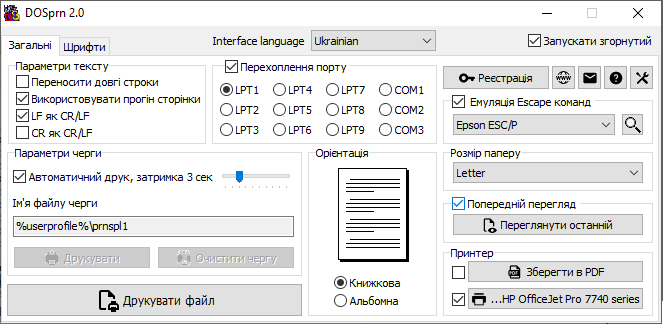 DOSprn 2.0
Загальні
Шрифти
Interface language
Ukrainian
Запускати згорнутий
Параметри тексту
Переносити довгі строки
Використовувати прогін сторінки
LF як CR/LF
CR як CR/LF
Перехоплення порту
LPT1 LPT4 LPT7 COM1
LPT2 LPT5 LPT8 COM2
LPT3 LPT6 LPT9 COM3
Реєстрація
www
Емуляція Escape команд
Epson ESC/P
Параметри черги
Автоматичний друк, затримка 3 сек
Ім'я файлу черги
%userprofile%\prnspl1
Друкувати
Очистити чергу
Друкувати файл
Орієнтація
Книжкова
Альбомна
Розмір паперу
Letter
Попередній перегляд
Переглянути останній
Принтер
Зберегти в PDF
...HP OfficeJet Pro 7740 series